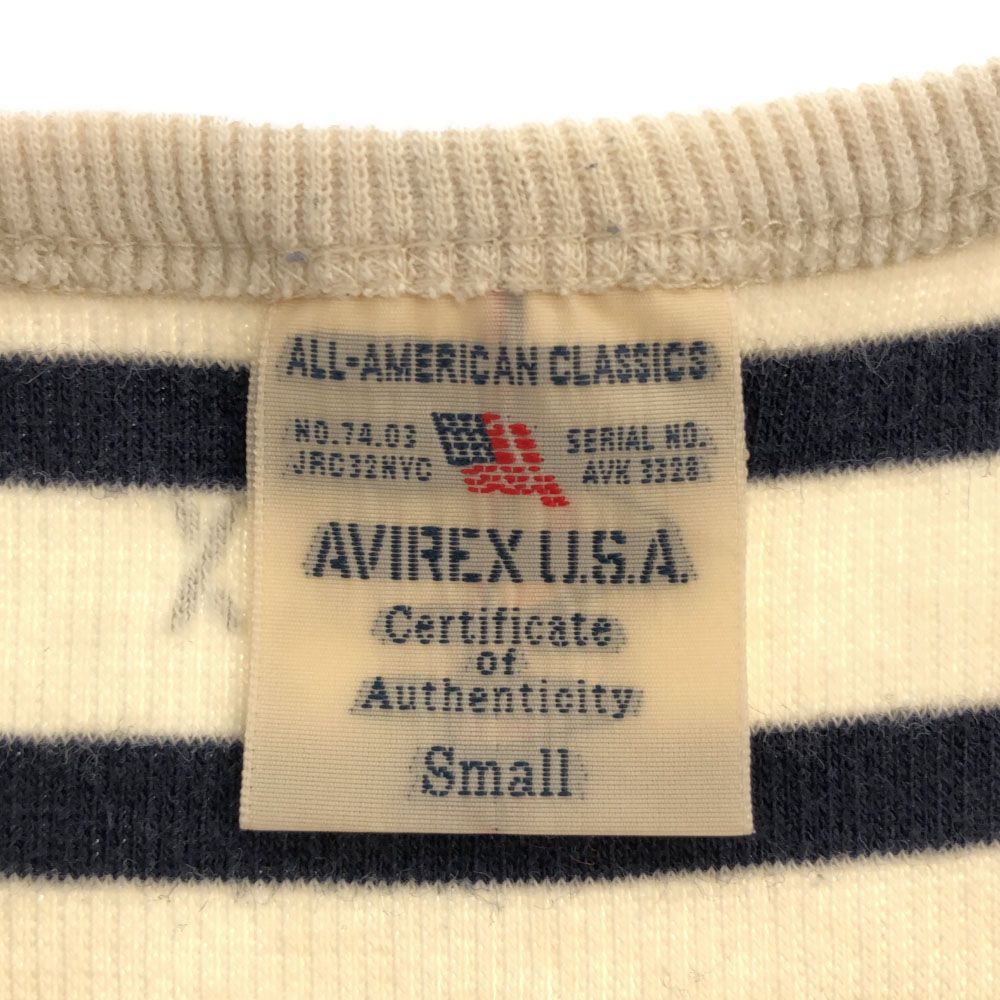 ALL-AMERICAN CLASSICS
NO.74.03
JRC32NYC
SERIAL NO.
AVK 3328
AVIREX U.S.A.
Certificate
of
Authenticity
Small